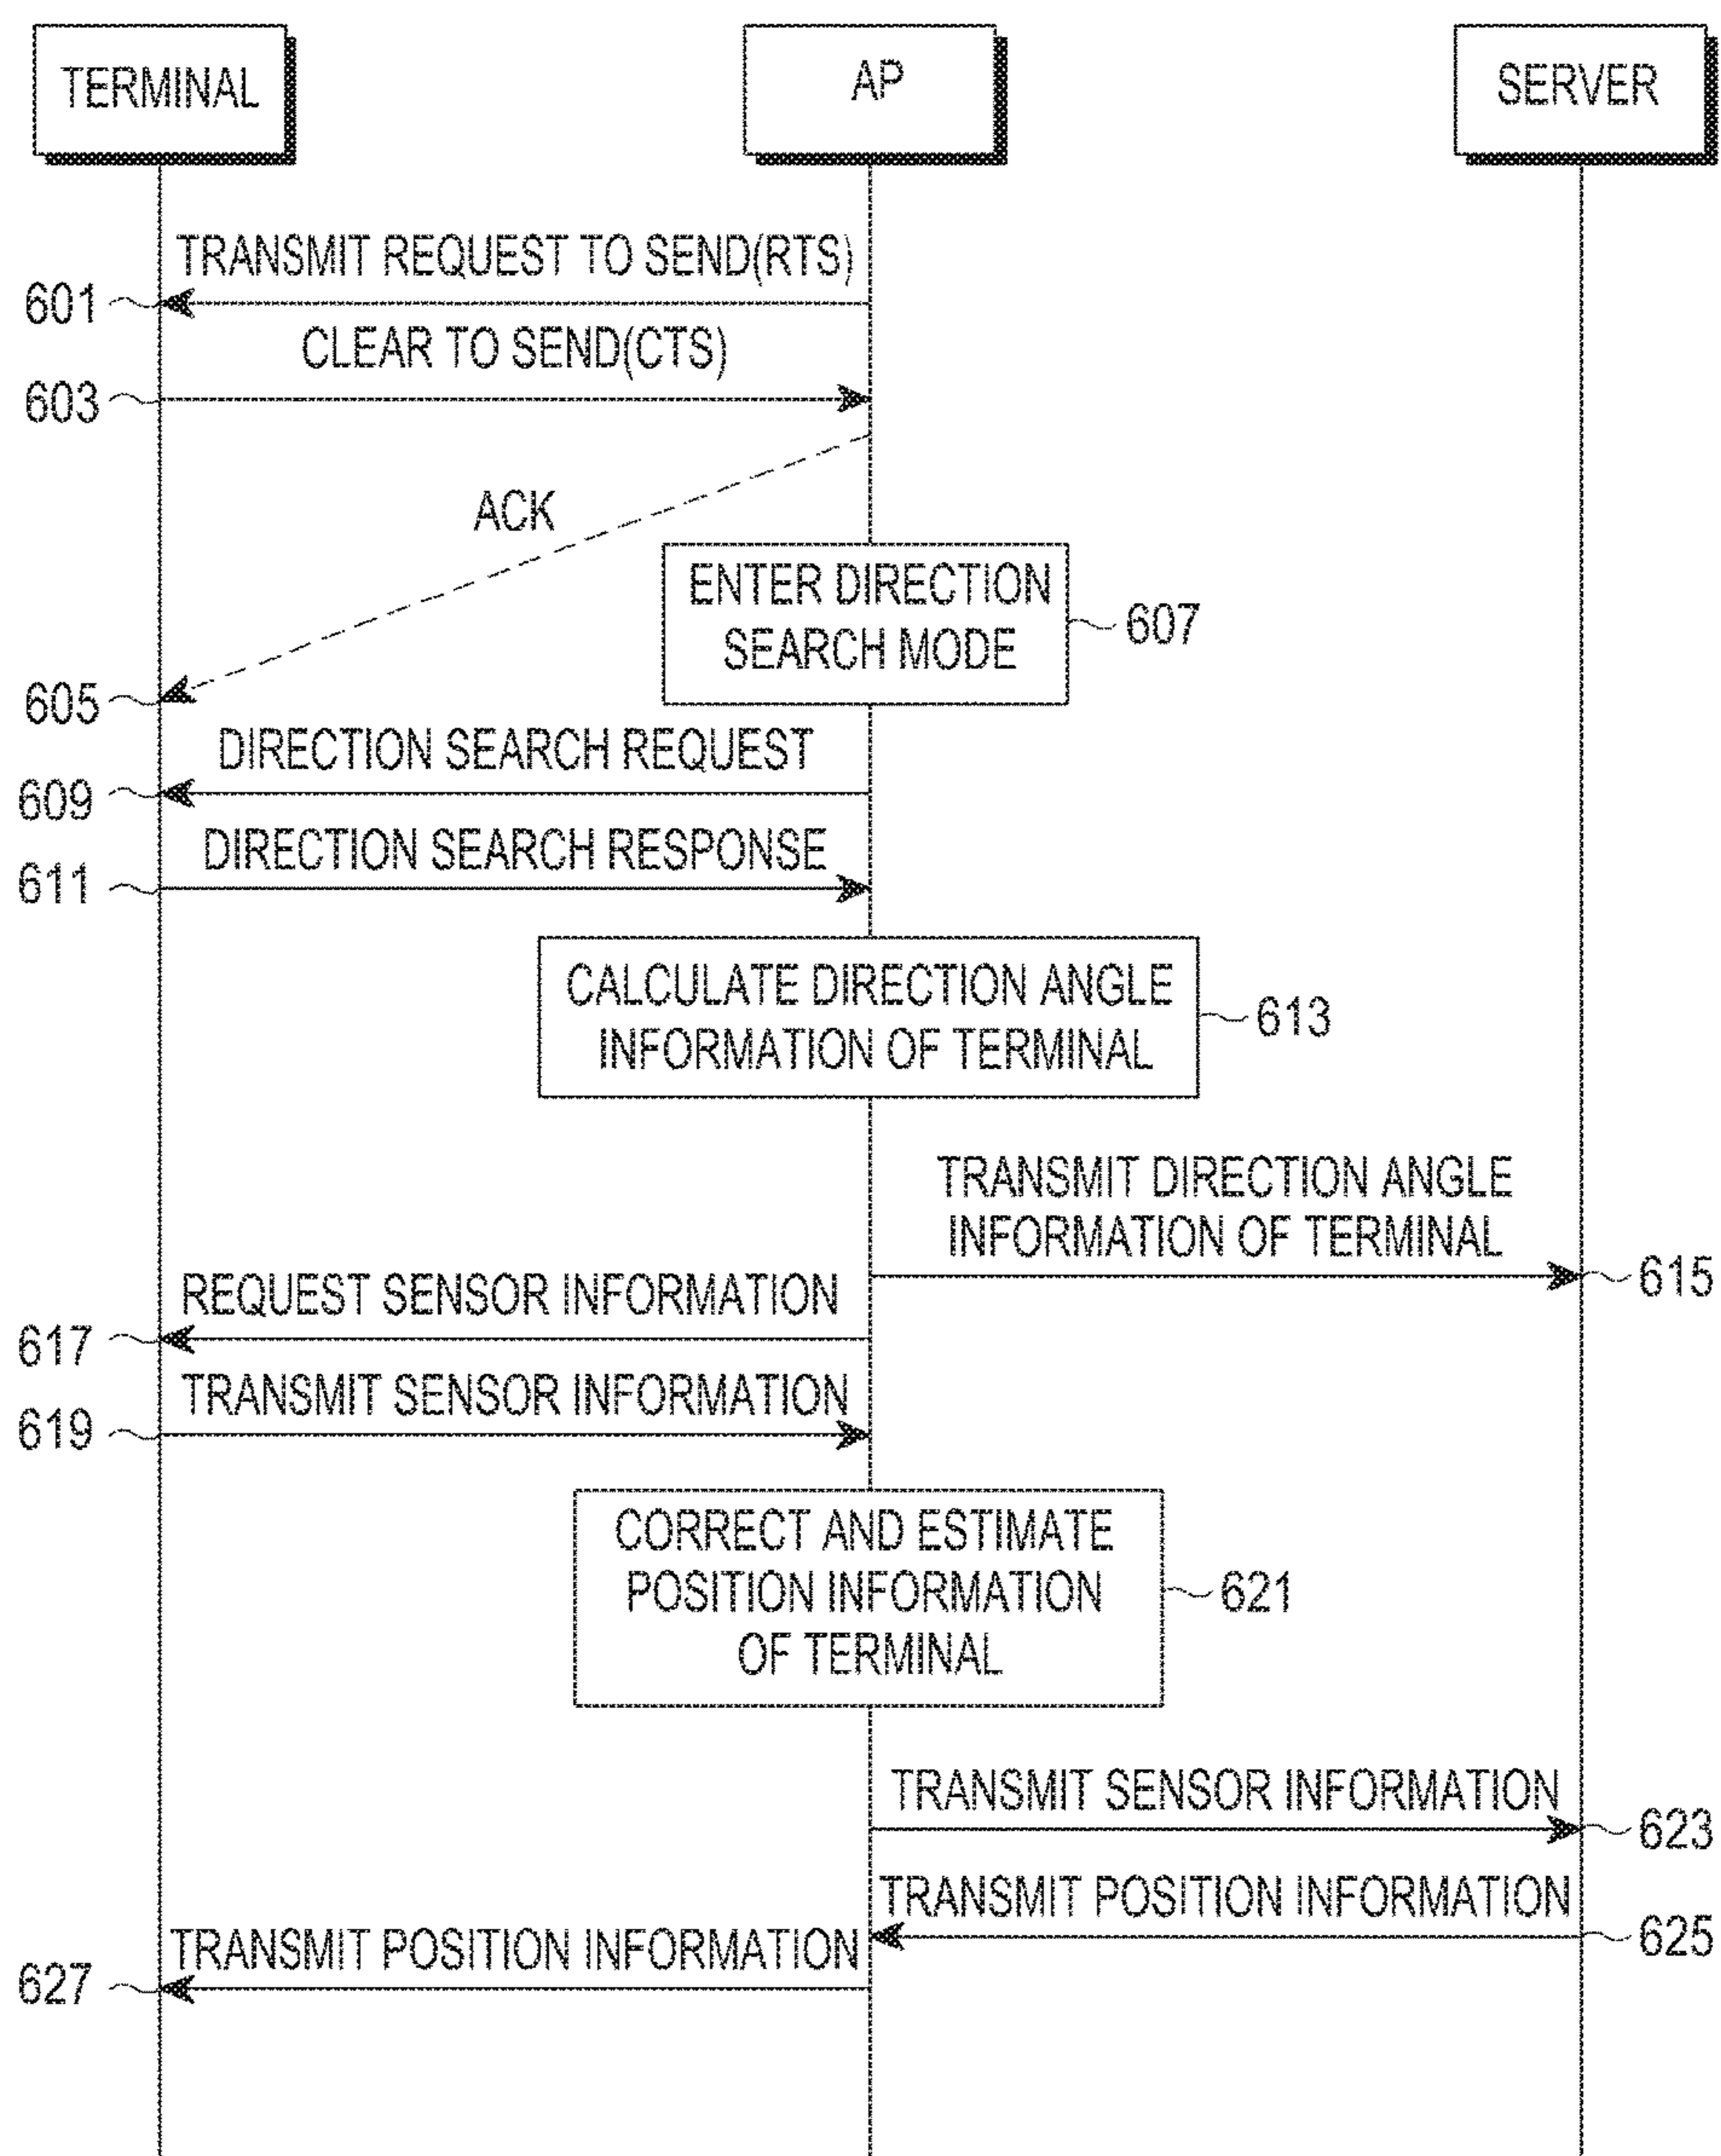 TERMINAL
AP
SERVER
TRANSMIT REQUEST TO SEND(RTS)
601
CLEAR TO SEND(CTS)
603
ACK
ENTER DIRECTION
SEARCH MODE
607
605
DIRECTION SEARCH REQUEST
609
DIRECTION SEARCH RESPONSE
611
CALCULATE DIRECTION ANGLE
INFORMATION OF TERMINAL
613
TRANSMIT DIRECTION ANGLE
INFORMATION OF TERMINAL
615
REQUEST SENSOR INFORMATION
617
TRANSMIT SENSOR INFORMATION
619
CORRECT AND ESTIMATE
POSITION INFORMATION
OF TERMINAL
621
TRANSMIT SENSOR INFORMATION
623
TRANSMIT POSITION INFORMATION
625
TRANSMIT POSITION INFORMATION
627